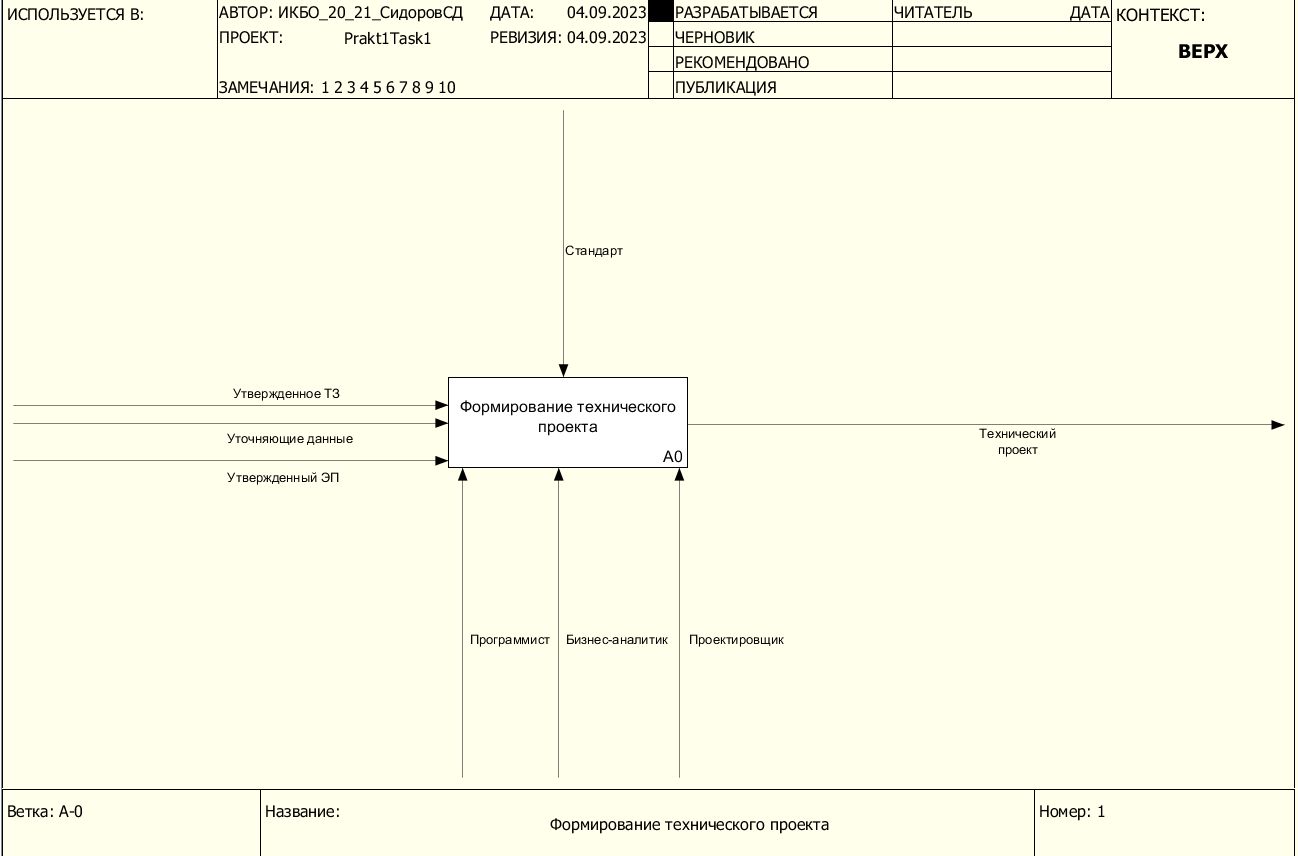 ИСПОЛЬЗУЕТСЯ В:
АВТОР: ИКБО_20_21_СидоровСД
ДАТА: 04.09.2023
ПРОЕКТ: Prakt1Task1
РЕВИЗИЯ: 04.09.2023
ЗАМЕЧАНИЯ: 1 2 3 4 5 6 7 8 9 10
РАЗРАБАТЫВАЕТСЯ
ЧЕРНОВИК
РЕКОМЕНДОВАНО
ПУБЛИКАЦИЯ
ЧИТАТЕЛЬ
ДАТА
КОНТЕКСТ:
ВЕРХ
Стандарт
Утвержденное ТЗ
Уточняющие данные
Утвержденный ЭП
Формирование технического
проекта
A0
Технический
проект
Программист
Бизнес-аналитик
Проектировщик
Ветка: A-0
Название:
Формирование технического проекта
Номер: 1